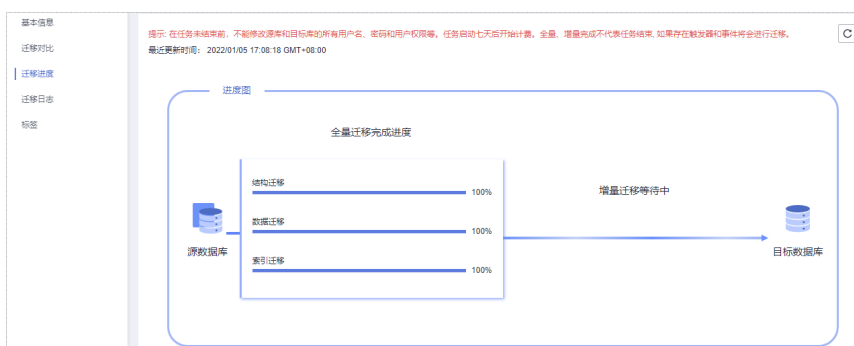 基本信息
迁移对比
迁移进度
迁移日志
标签
提示: 在任务未结束前，不能修改源库和目标库的所有用户名、密码和用户权限等。任务启动七天后开始计费。全量、增量完成不代表任务结束, 如果存在触发器和事件将会进行迁移。
最近更新时间： 2022/01/05 17:08:18 GMT+08:00
进度图
全量迁移完成进度
结构迁移
100%
数据迁移
100%
索引迁移
100%
增量迁移等待中
源数据库
目标数据库